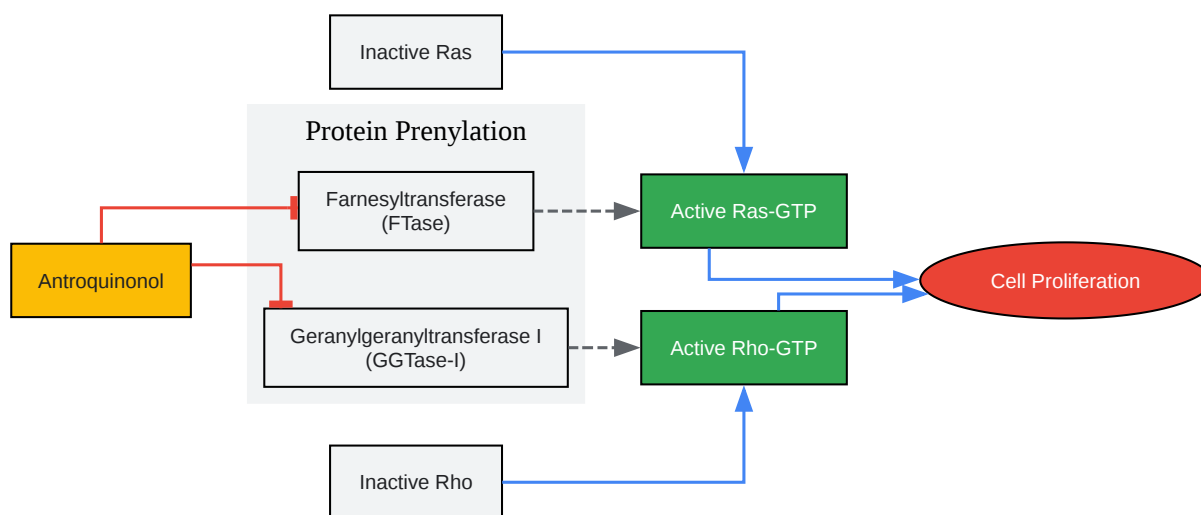 Inactive Ras
Protein Prenylation
Farnesyltransferase
(FTase)
Active Ras-GTP
Antroquinonol
Cell Proliferation
Geranylgeranyltransferase I
(GGTase-I)
Active Rho-GTP
Inactive Rho